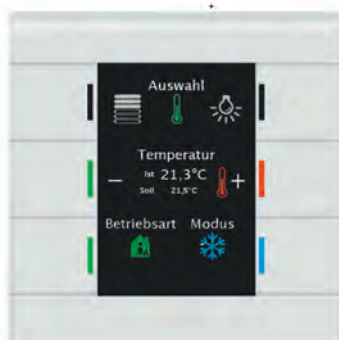 Auswahl
Temperatur
− Ist 21,3°C +
Soll 21,5°C
Betriebsart Modus